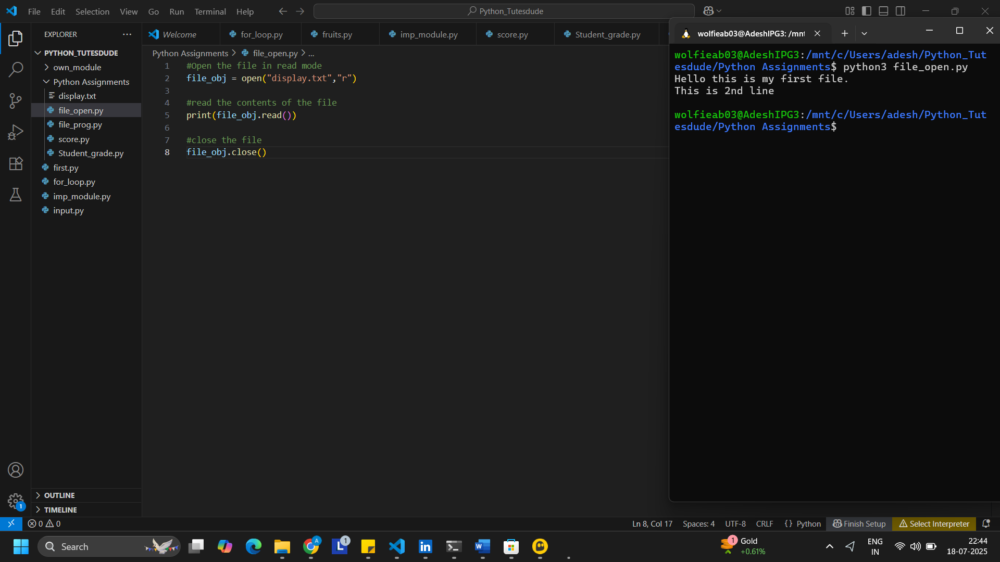 File Edit Selection View Go Run Terminal Help
Python_Tutesdude
EXPLORER
PYTHON_TUTESDUDE
own_module
Python Assignments
display.txt
file_open.py
file_prog.py
score.py
Student_grade.py
first.py
for_loop.py
imp_module.py
input.py
OUTLINE
TIMELINE
Welcome for_loop.py fruits.py imp_module.py score.py Student_grade.py
Python Assignments > file_open.py > ...
1 #Open the file in read mode
2 file_obj = open("display.txt","r")
3
4 #read the contents of the file
5 print(file_obj.read())
6
7 #close the file
8 file_obj.close()
wolfieab03@AdeshIPG3: /mnt
wolfieab03@AdeshIPG3:/mnt/c/Users/adesh/Python_Tut
esdude/Python Assignments$ python3 file_open.py
Hello this is my first file.
This is 2nd line
wolfieab03@AdeshIPG3:/mnt/c/Users/adesh/Python_Tut
esdude/Python Assignments$
1
0 0
Ln 8, Col 17 Spaces: 4 UTF-8 CRLF {} Python Finish Setup Select Interpreter
Search
A
L 1
in
W
1
Gold
+0.61%
ENG
IN
22:44
18-07-2025